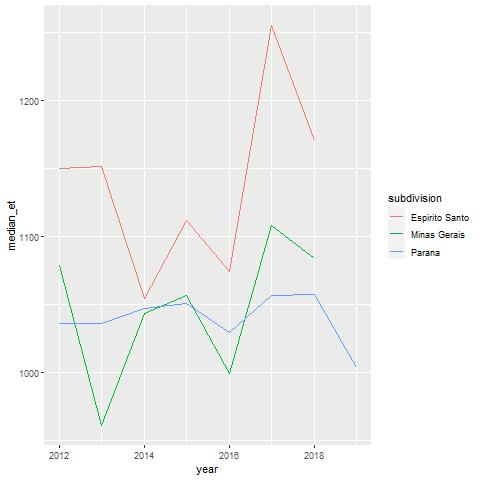 1200
1100
1000
median_et
2012
2014
2016
2018
year
subdivision
Espirito Santo
Minas Gerais
Parana